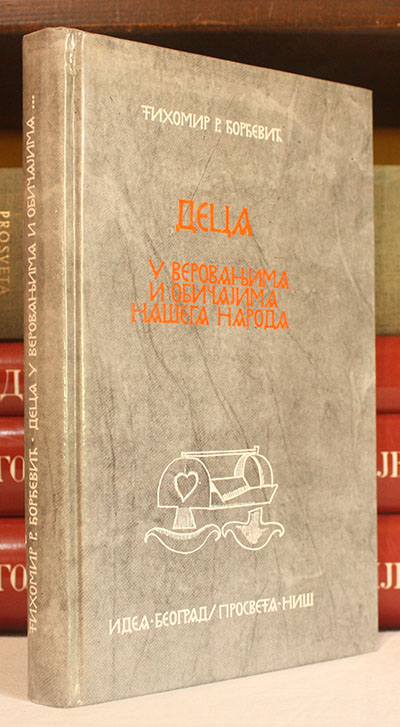 ТИХОМИР Р. ЂОРЂЕВИЋ
ДЕЦА
У ВЕРОВАЊИМА
И ОБИЧАЈИМА
НАШЕГА НАРОДА
ИДЕА·БЕОГРАД/ПРОСВЕТА·НИШ
ТИХОМИР Р. ЂОРЂЕВИЋ · ДЕЦА У ВЕРОВАЊИМА И ОБИЧАЈИМА ...
PROSVETA